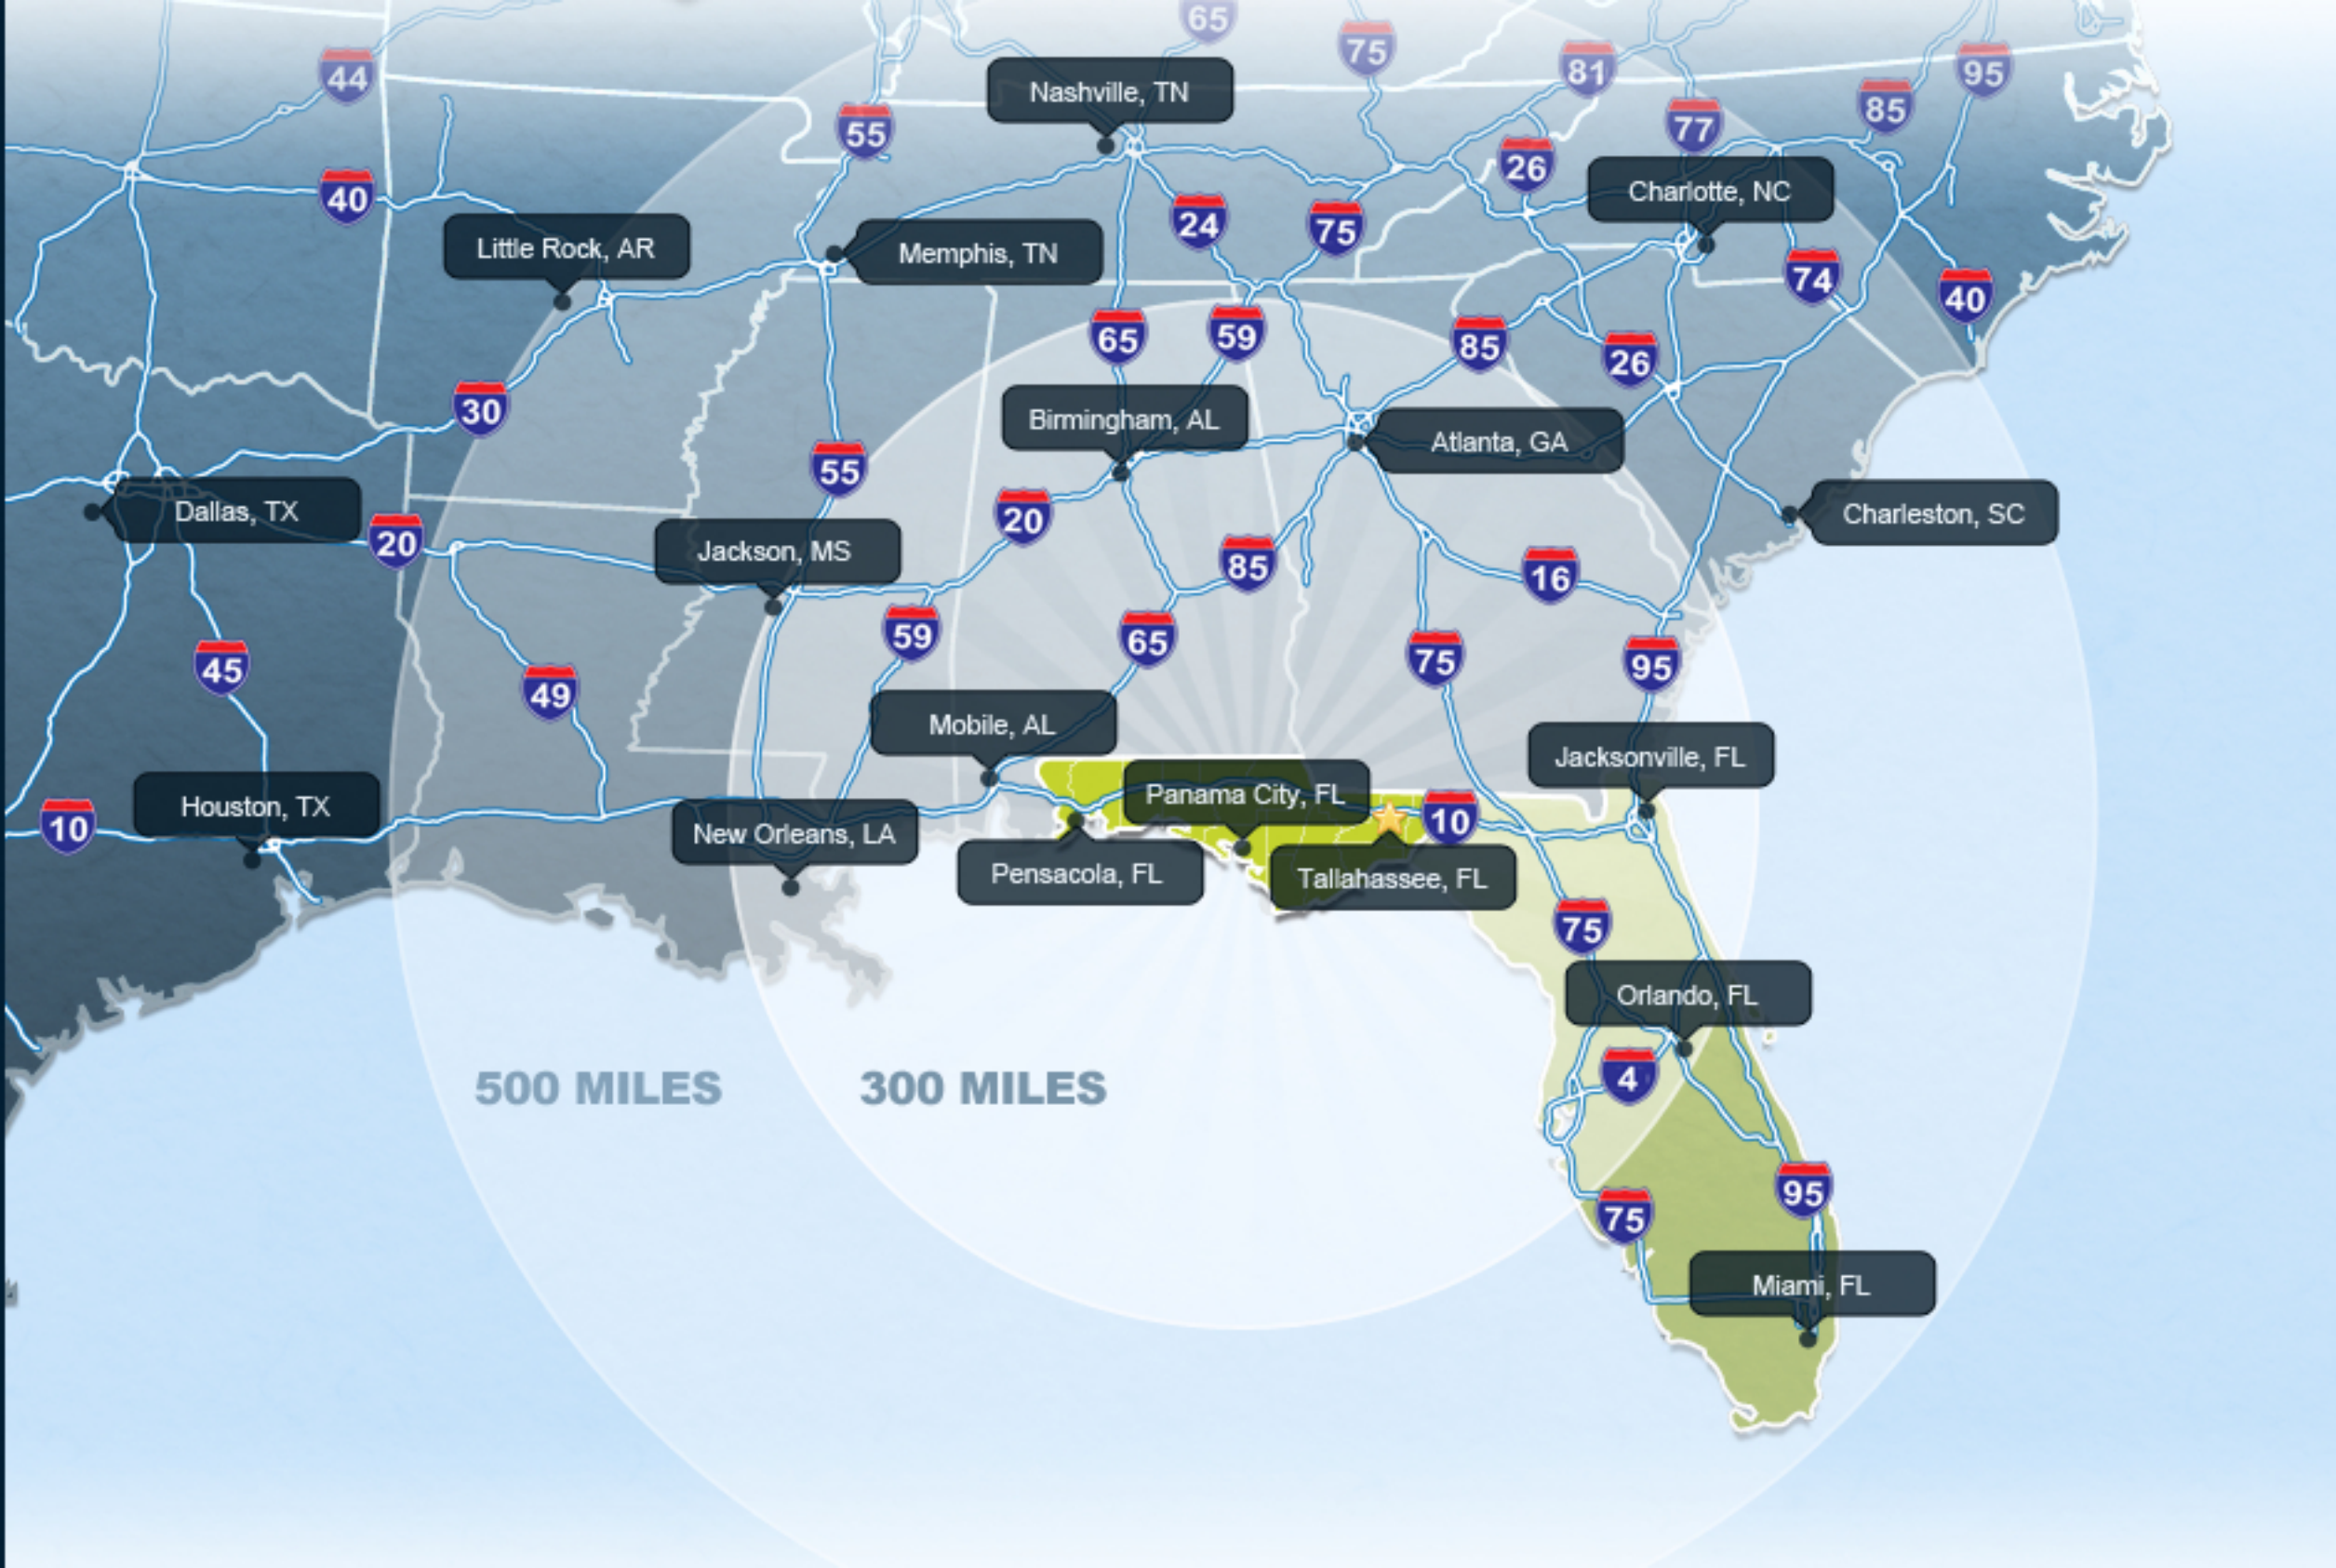 65
75
44
81
95
Nashville, TN
85
55
77
26
40
Charlotte, NC
24
75
Little Rock, AR
Memphis, TN
74
40
65
59
85
26
30
Birmingham, AL
Atlanta, GA
55
Dallas, TX
20
Charleston, SC
20
Jackson, MS
85
16
59
65
45
75
95
49
Mobile, AL
Jacksonville, FL
Panama City, FL
Houston, TX
10
10
New Orleans, LA
Pensacola, FL
Tallahassee, FL
75
Orlando, FL
4
500 MILES
300 MILES
95
75
Miami, FL